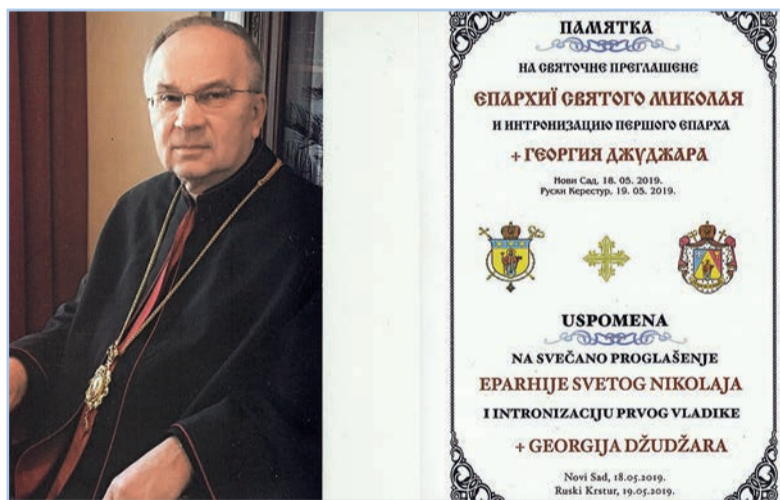 ПАМЯТКА
НА СВЯТОЧНЕ ПРЕГЛАШЕНЕ
ЕПАРХИЇ СВЯТОГО МИКОЛАЯ
И ИНТРОНИЗАЦИЮ ПЕРШОГО ЕПАРХА
+ ГЕОРГИЯ ДЖУДЖАРА
Нови Сад, 18. 05. 2019.
Руски Керестур, 19. 05. 2019.
USPOMENA
NA SVEČANO PROGLAŠENJE
EPARHIJE SVETOG NIKOLAJA
I INTRONIZACIJU PRVOG VLADIKE
+ GEORGIJA DŽUDŽARA
Novi Sad, 18.05.2019.
Ruski Krstur, 19.05.2019.